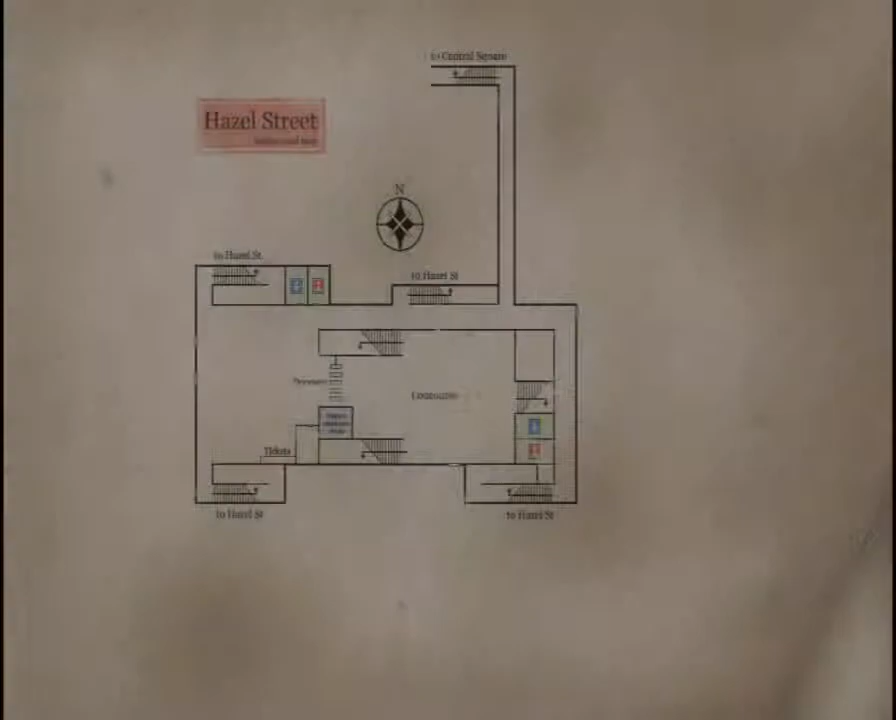 to Central Square
Hazel Street
N
to Hazel St.
to Hazel St
Concourse
Tickets
to Hazel St
to Hazel St